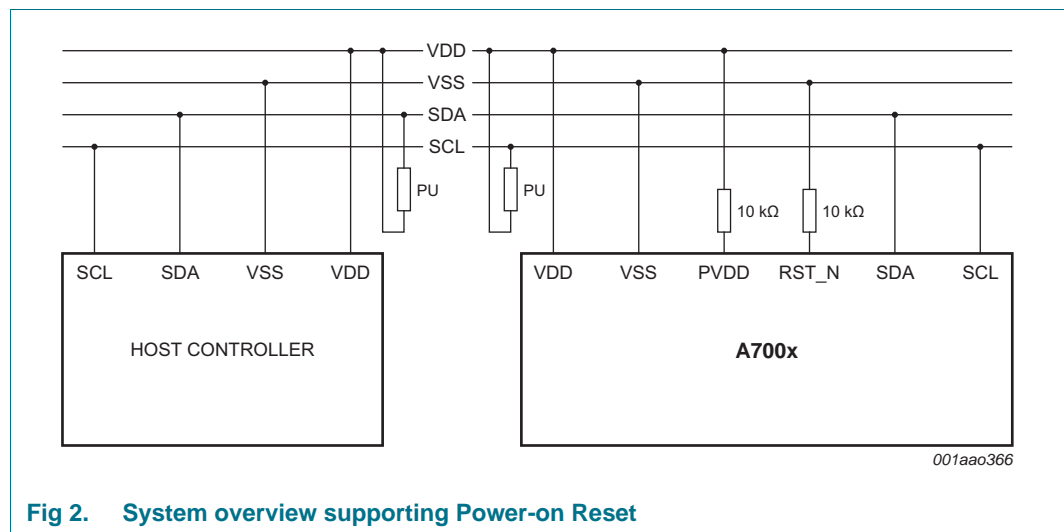 VDD
VSS
SDA
SCL
PU
PU
10 kΩ
10 kΩ
SCL SDA VSS VDD
VDD VSS PVDD RST_N SDA SCL
HOST CONTROLLER
A700x
001aao366
Fig 2. System overview supporting Power-on Reset